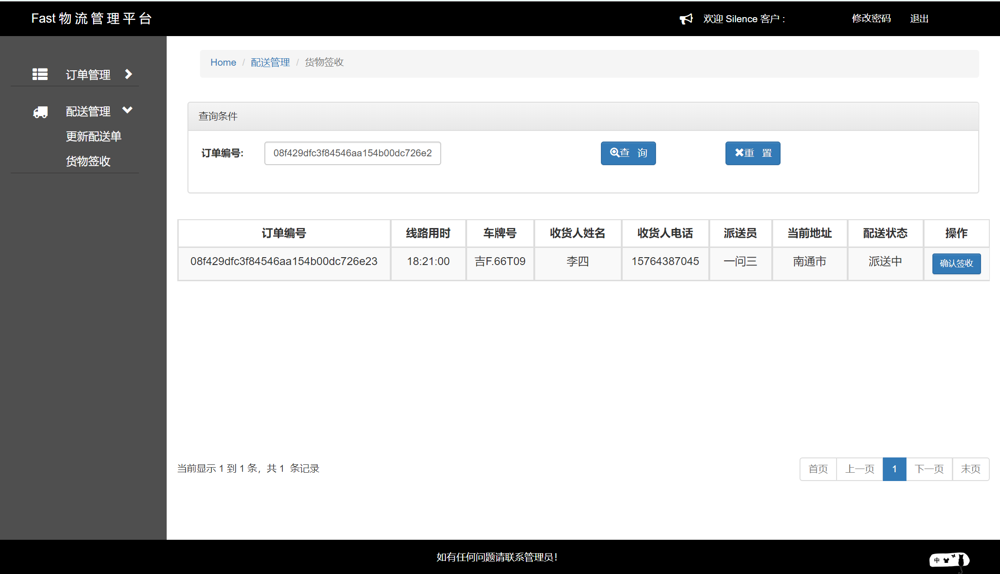 Fast 物 流 管 理 平 台
欢迎 Silence 客户：
修改密码
退出
订单管理
配送管理
更新配送单
货物签收
Home / 配送管理 / 货物签收
查询条件
订单编号:
08f429dfc3f84546aa154b00dc726e2
查 询
重 置
订单编号 线路用时 车牌号 收货人姓名 收货人电话 派送员 当前地址 配送状态 操作
08f429dfc3f84546aa154b00dc726e23 18:21:00 吉F.66T09 李四 15764387045 一问三 南通市 派送中 确认签收
当前显示 1 到 1 条，共 1 条记录
首页 上一页 1 下一页 末页
如有任何问题请联系管理员！
中